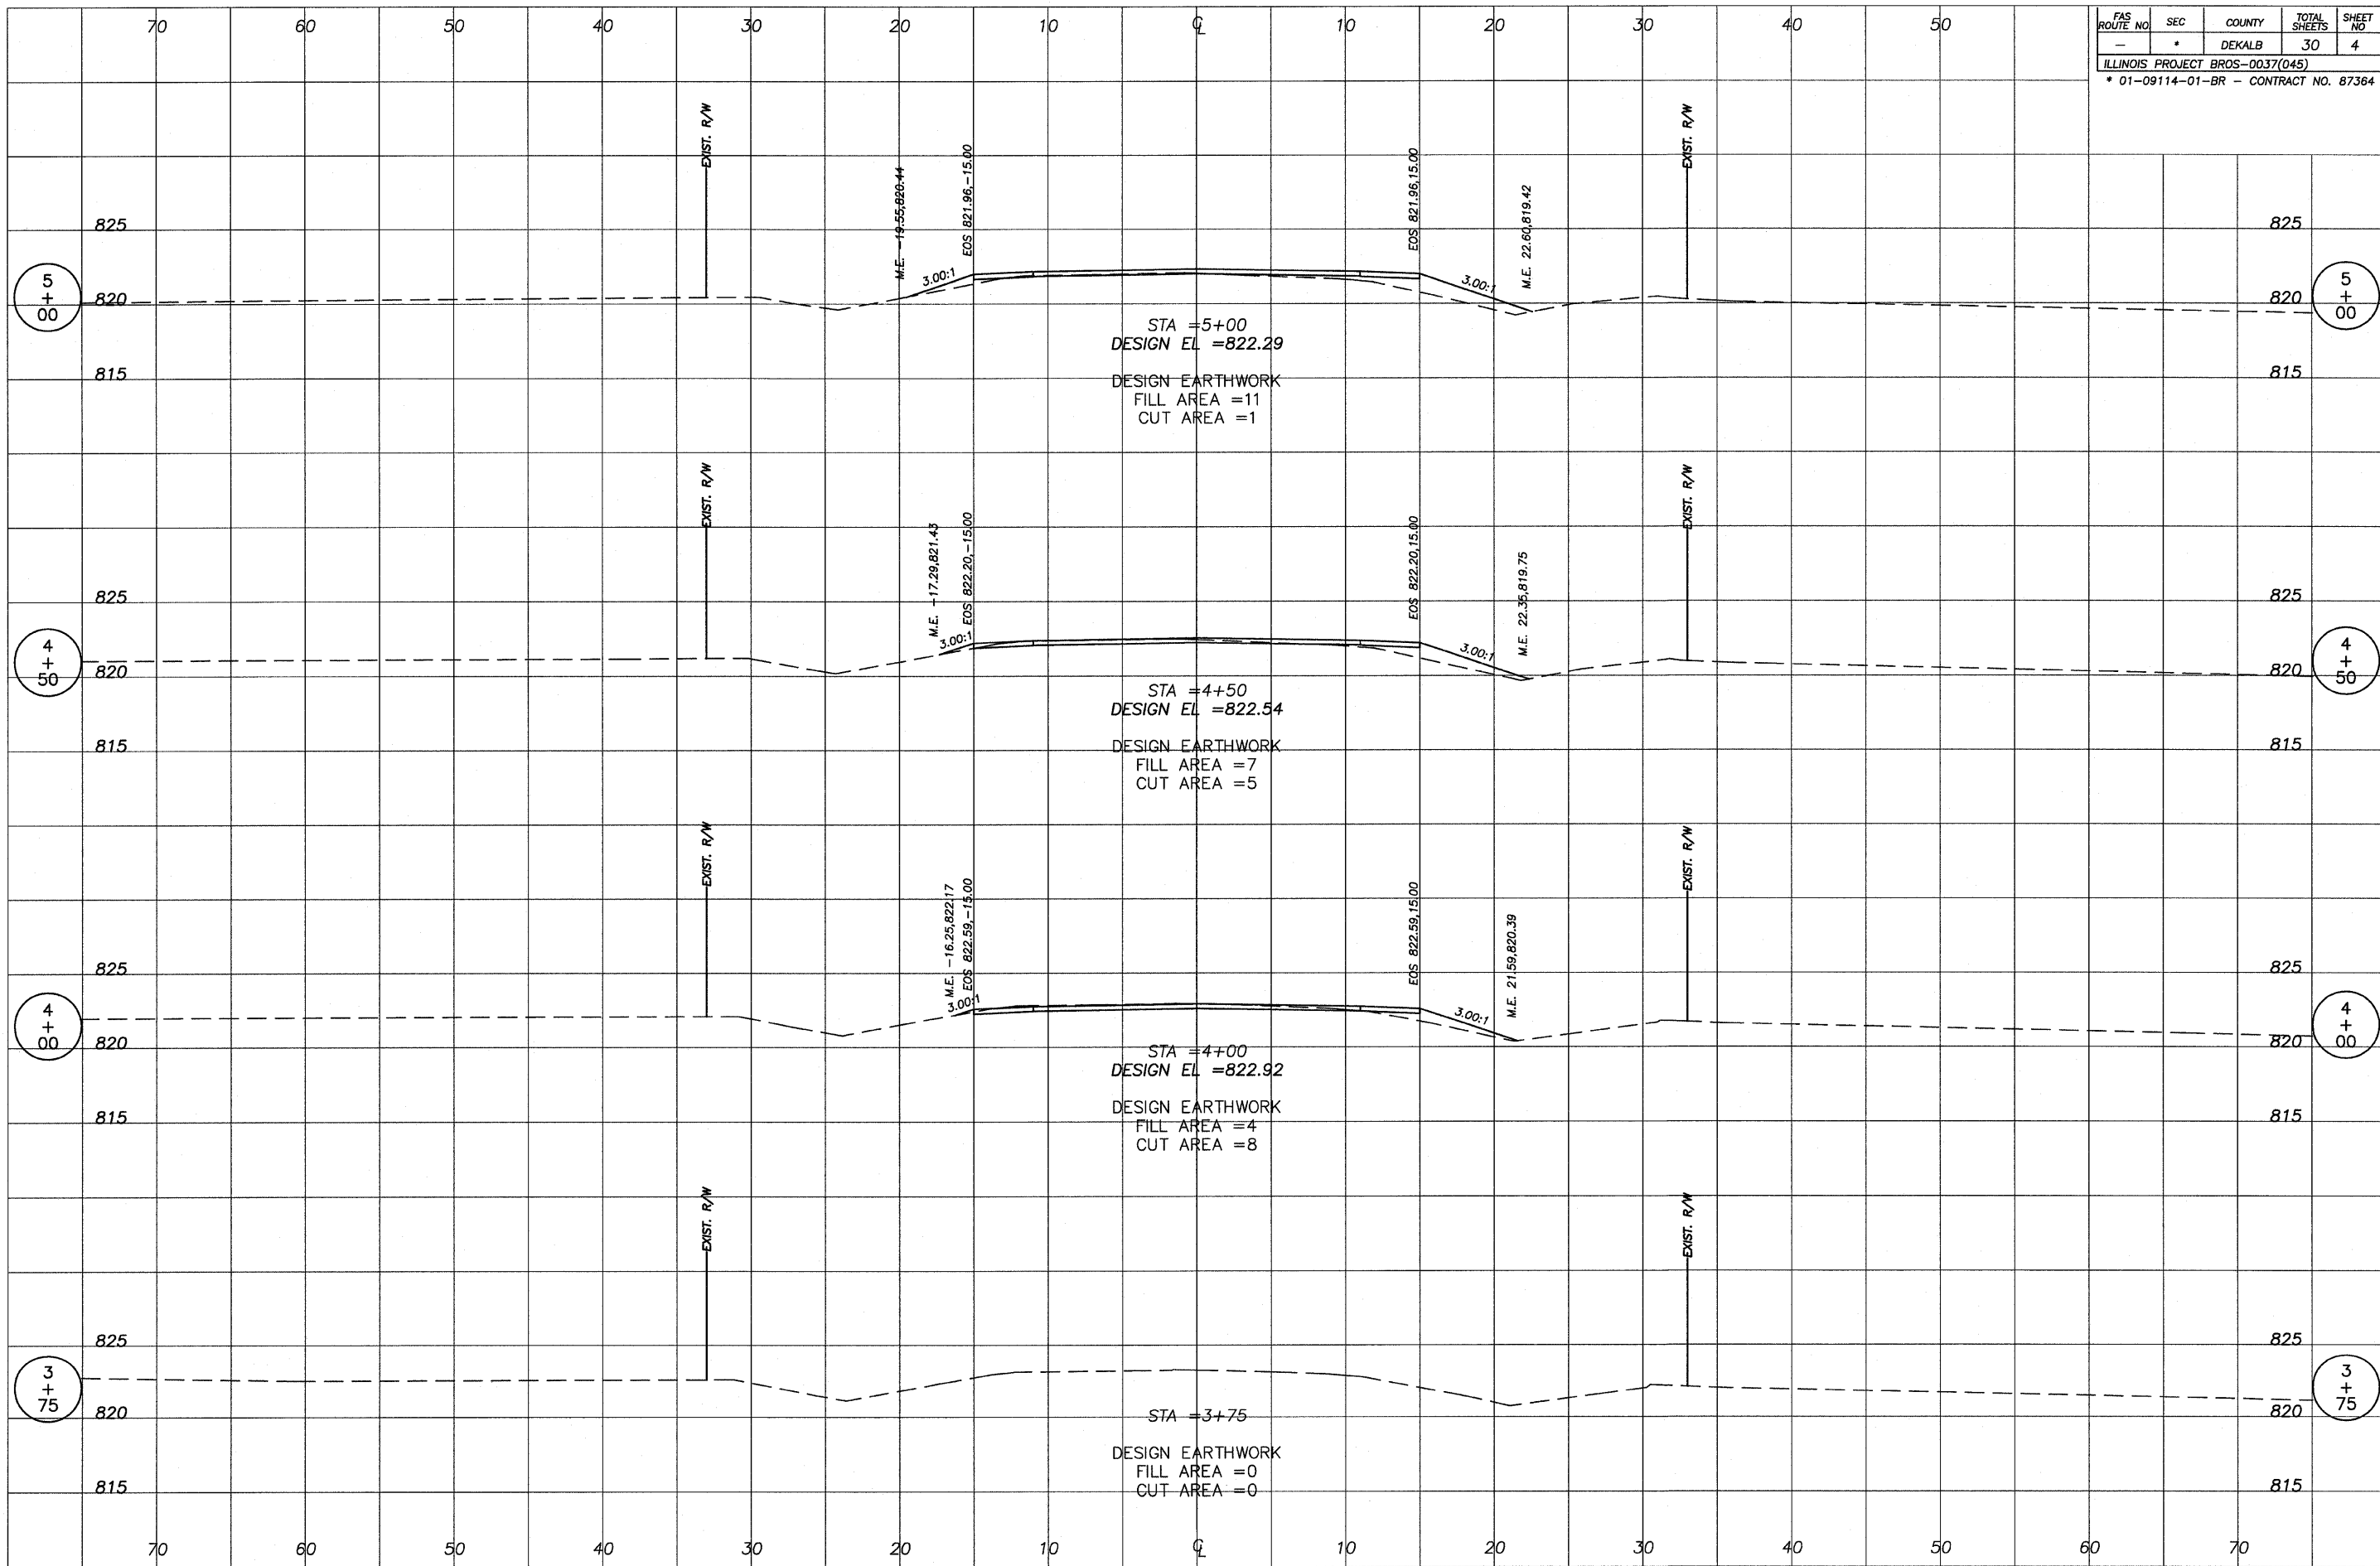 70 60 50 40 30 20 10 ℄ 10 20 30 40 50
FAS ROUTE NO SEC COUNTY TOTAL SHEETS SHEET NO
— * DEKALB 30 4
ILLINOIS PROJECT BROS-0037(045)
* 01-09114-01-BR - CONTRACT NO. 87364
EXIST. R/W
M.E. -19.55,820.44
EOS 821.96,-15.00
EOS 821.96,15.00
M.E. 22.60,819.42
EXIST. R/W
825 825
3.00:1 3.00:1
5 + 00 820 820 5 + 00
STA =5+00
DESIGN EL =822.29
815 815
DESIGN EARTHWORK
FILL AREA =11
CUT AREA =1
EXIST. R/W
M.E. -17.29,821.43
EOS 822.20,-15.00
EOS 822.20,15.00
M.E. 22.35,819.75
EXIST. R/W
825 825
3.00:1 3.00:1
4 + 50 820 820 4 + 50
STA =4+50
DESIGN EL =822.54
815 815
DESIGN EARTHWORK
FILL AREA =7
CUT AREA =5
EXIST. R/W
M.E. -16.25,822.17
EOS 822.59,-15.00
EOS 822.59,15.00
M.E. 21.59,820.39
EXIST. R/W
825 825
3.00:1 3.00:1
4 + 00 820 820 4 + 00
STA =4+00
DESIGN EL =822.92
815 815
DESIGN EARTHWORK
FILL AREA =4
CUT AREA =8
EXIST. R/W
EXIST. R/W
825 825
3 + 75 820 820 3 + 75
STA =3+75
DESIGN EARTHWORK
FILL AREA =0
815 815
CUT AREA =0
70 60 50 40 30 20 10 ℄ 10 20 30 40 50 60 70